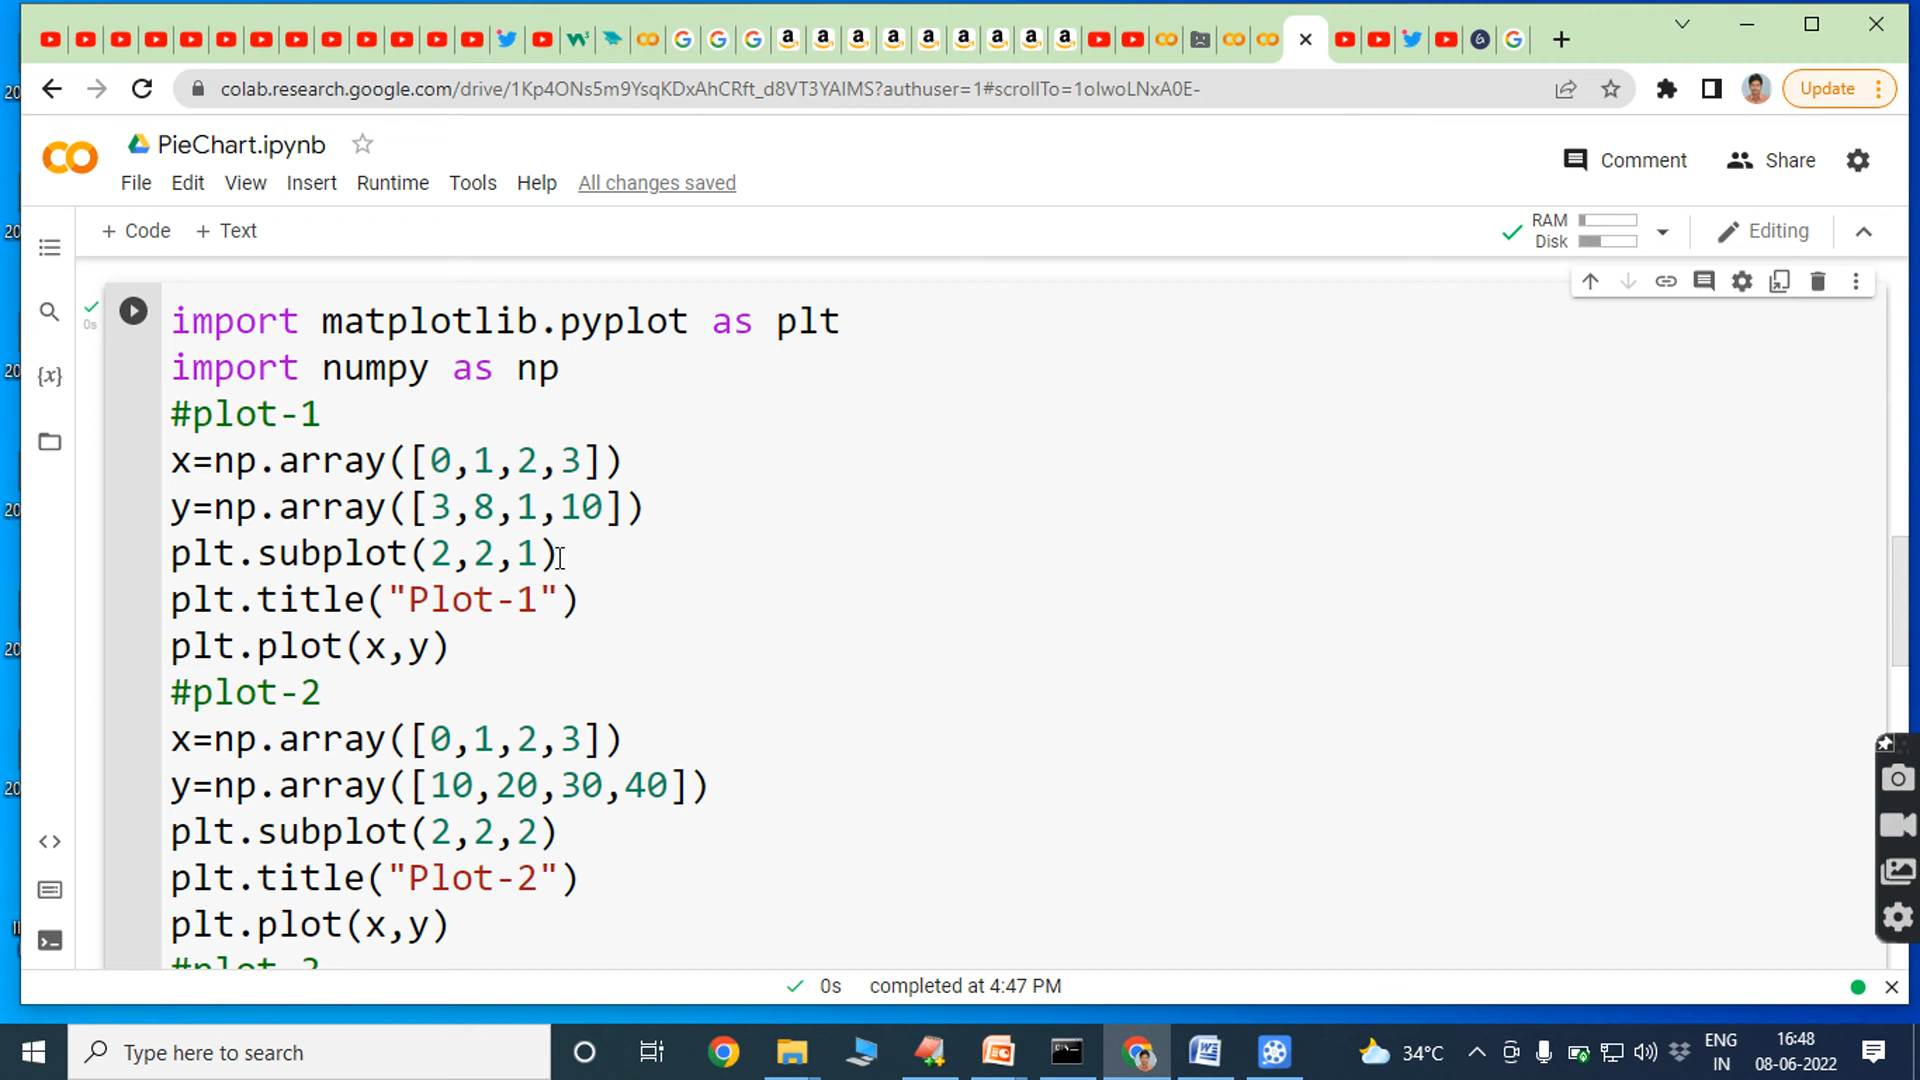 colab.research.google.com/drive/1Kp4ONs5m9YsqKDxAhCRft_d8VT3YAIMS?authuser=1#scrollTo=1oIwoLNxA0E-
Update
PieChart.ipynb
Comment
Share
File Edit View Insert Runtime Tools Help All changes saved
+ Code + Text
RAM
Disk
Editing
0s
import matplotlib.pyplot as plt
import numpy as np
#plot-1
x=np.array([0,1,2,3])
y=np.array([3,8,1,10])
plt.subplot(2,2,1)
plt.title("Plot-1")
plt.plot(x,y)
#plot-2
x=np.array([0,1,2,3])
y=np.array([10,20,30,40])
plt.subplot(2,2,2)
plt.title("Plot-2")
plt.plot(x,y)
0s completed at 4:47 PM
Type here to search
34°C
ENG
IN
16:48
08-06-2022